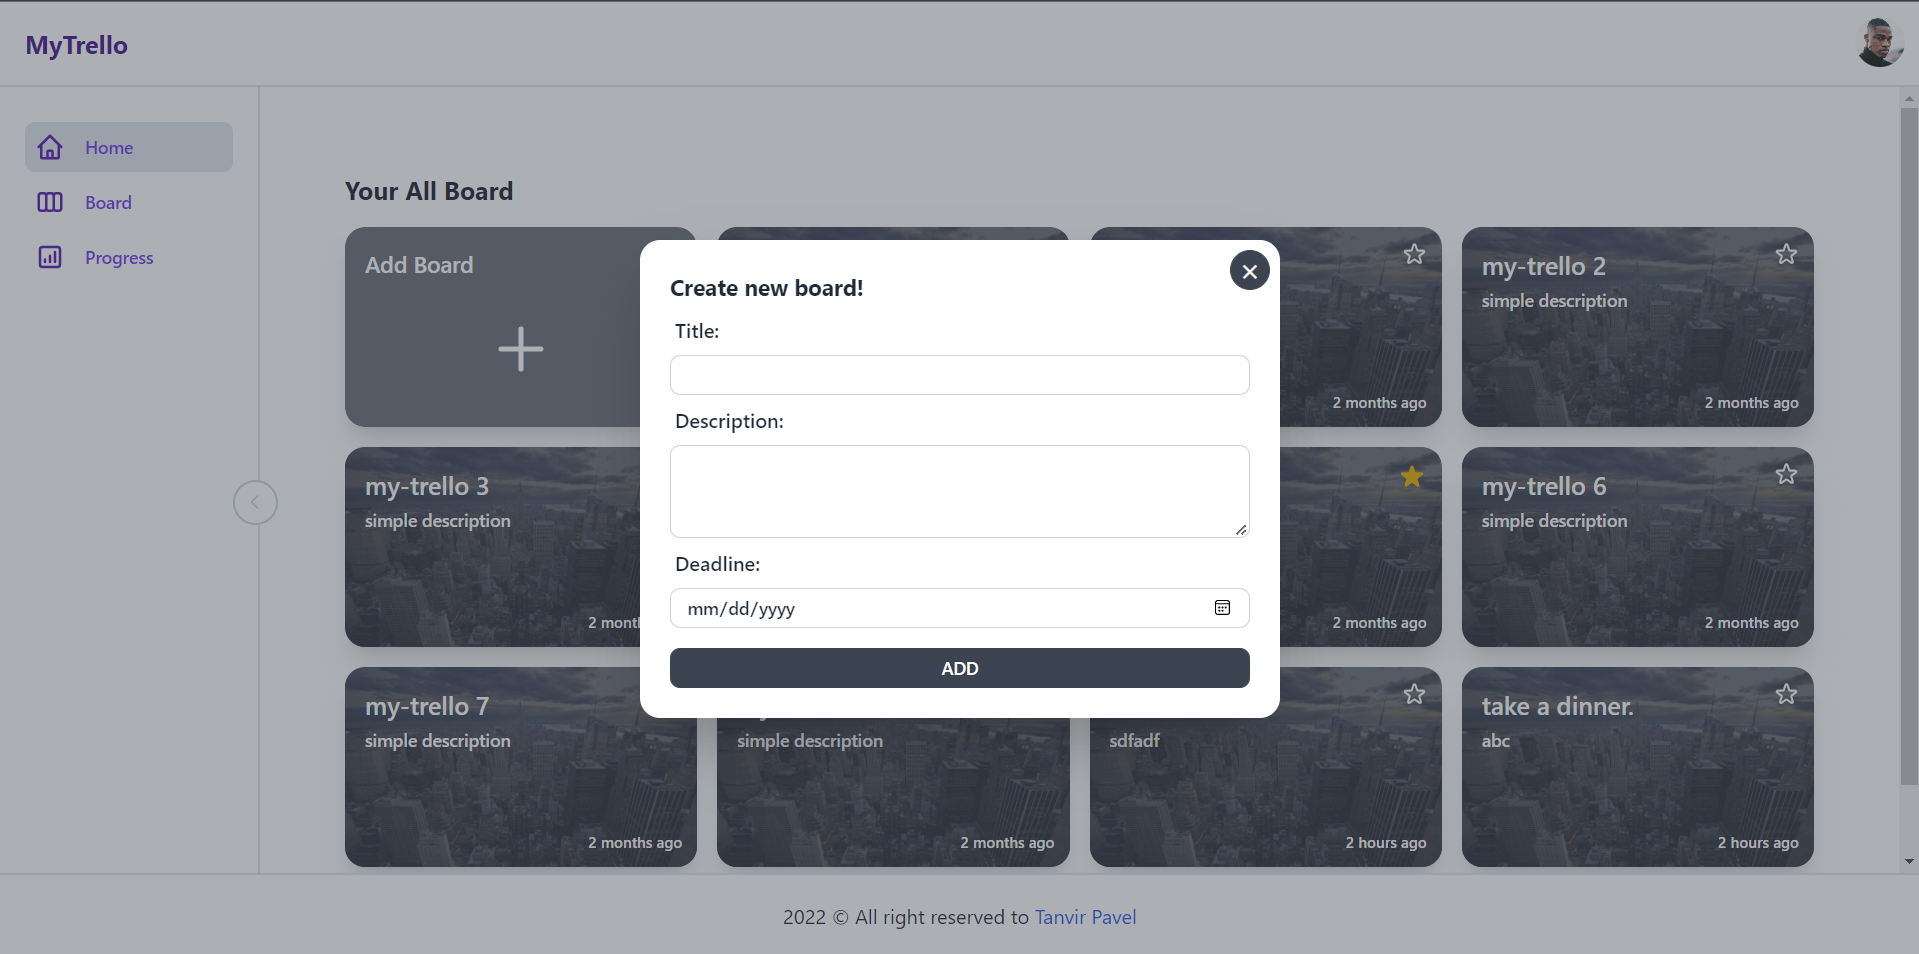 MyTrello
Home
Board
Progress
Your All Board
Add Board
2 months ago
my-trello 2
simple description
2 months ago
Create new board!
Title:
Description:
Deadline:
mm/dd/yyyy
ADD
my-trello 3
simple description
2 months ago
my-trello 6
simple description
2 months ago
my-trello 7
simple description
2 months ago
simple description
2 months ago
sdfadf
2 hours ago
take a dinner.
abc
2 hours ago
2022 © All right reserved to Tanvir Pavel